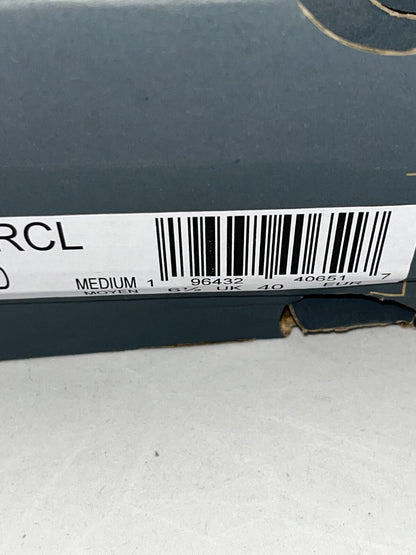 RCL
MEDIUM 1 96432 40651 7
MOYEN 6½ UK 40 EUR